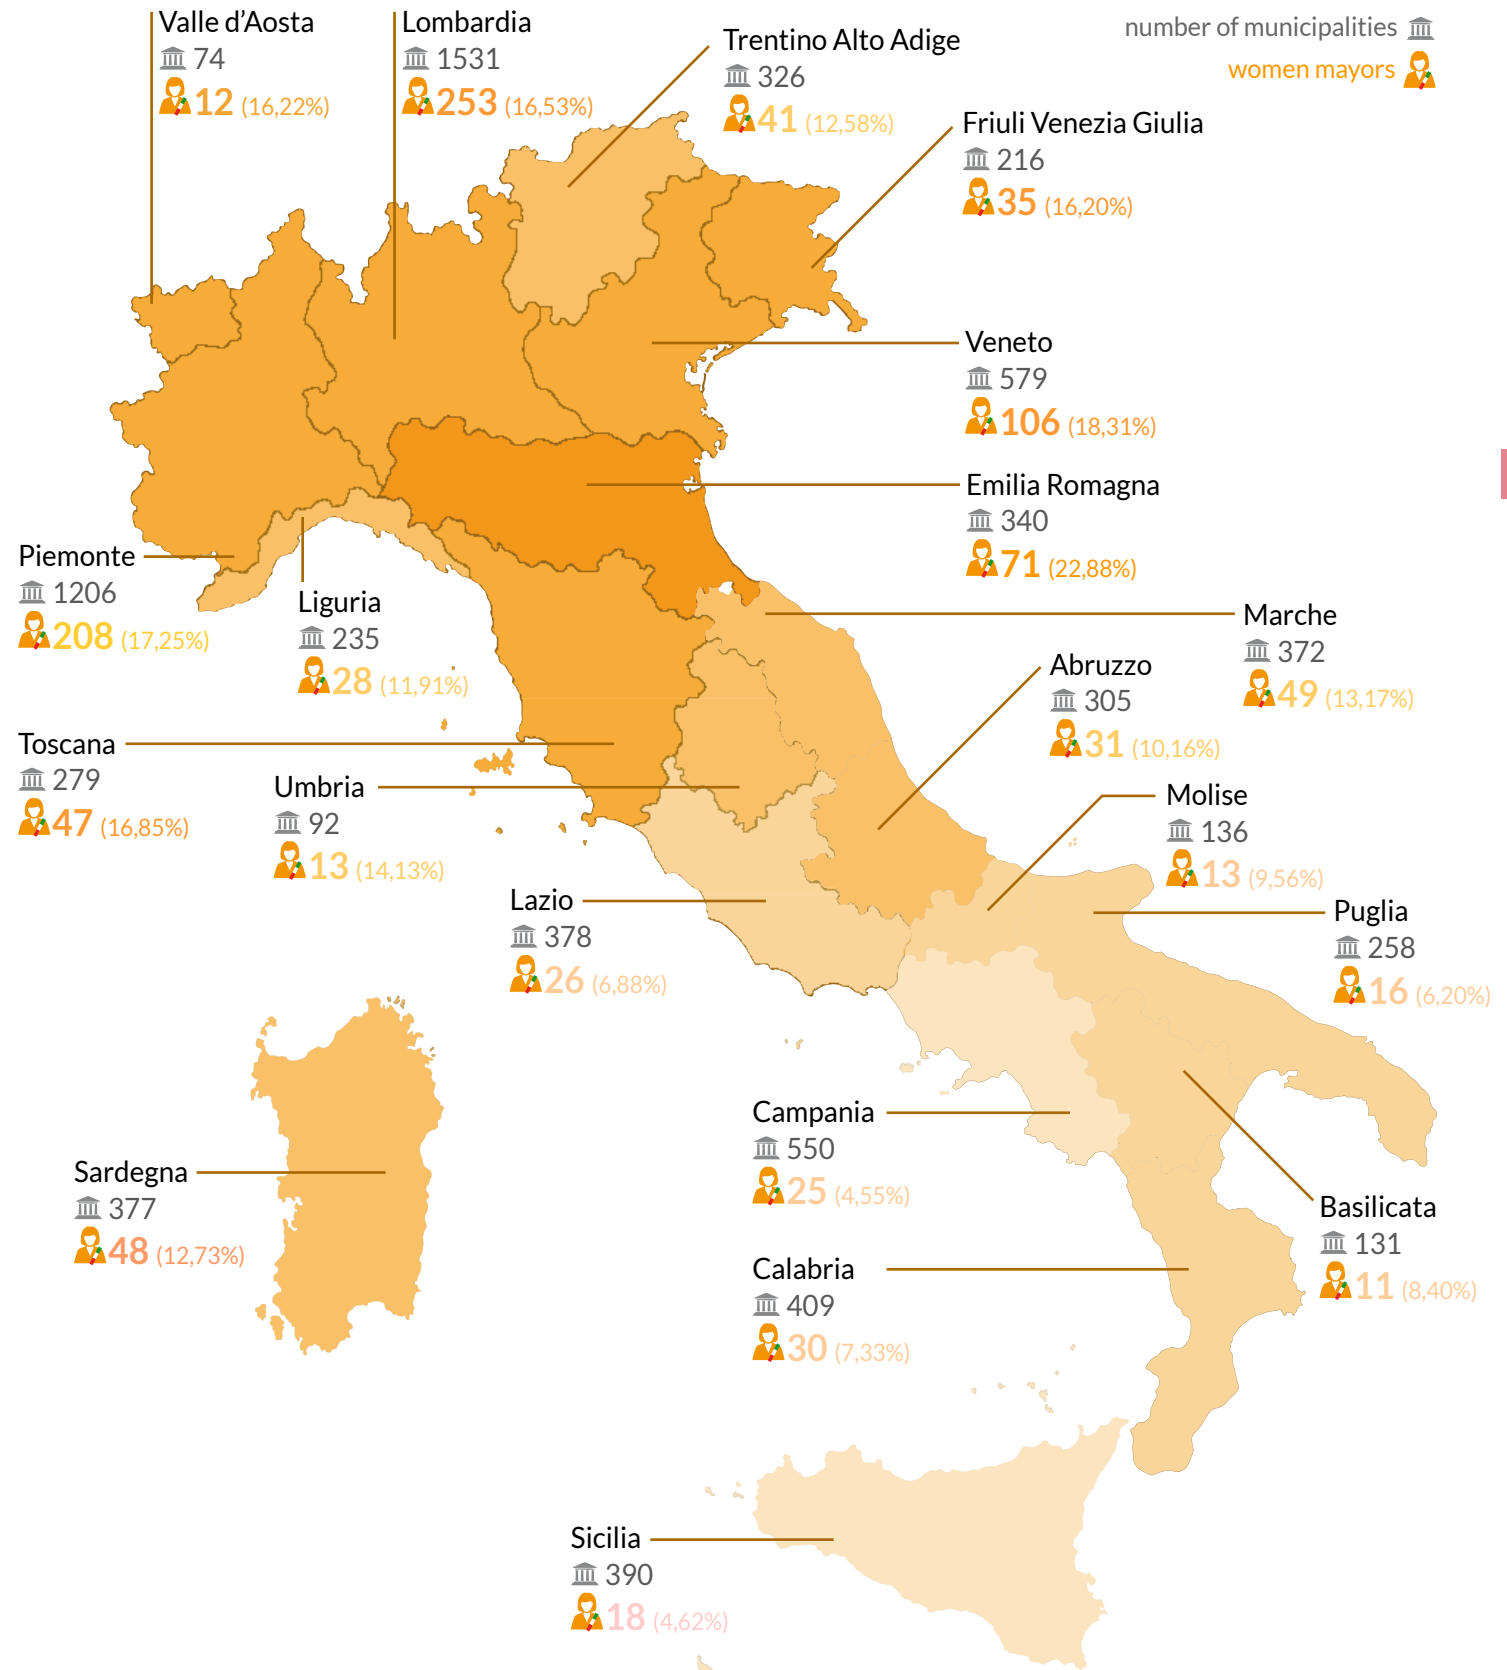 Valle d'Aosta
74
12 (16,22%)
Lombardia
1531
253 (16,53%)
Trentino Alto Adige
326
41 (12,58%)
number of municipalities
women mayors
Friuli Venezia Giulia
216
35 (16,20%)
Veneto
579
106 (18,31%)
Emilia Romagna
340
71 (22,88%)
Piemonte
1206
208 (17,25%)
Liguria
235
28 (11,91%)
Marche
372
49 (13,17%)
Abruzzo
305
31 (10,16%)
Toscana
279
47 (16,85%)
Umbria
92
13 (14,13%)
Molise
136
13 (9,56%)
Lazio
378
26 (6,88%)
Puglia
258
16 (6,20%)
Campania
550
25 (4,55%)
Sardegna
377
48 (12,73%)
Basilicata
131
11 (8,40%)
Calabria
409
30 (7,33%)
Sicilia
390
18 (4,62%)